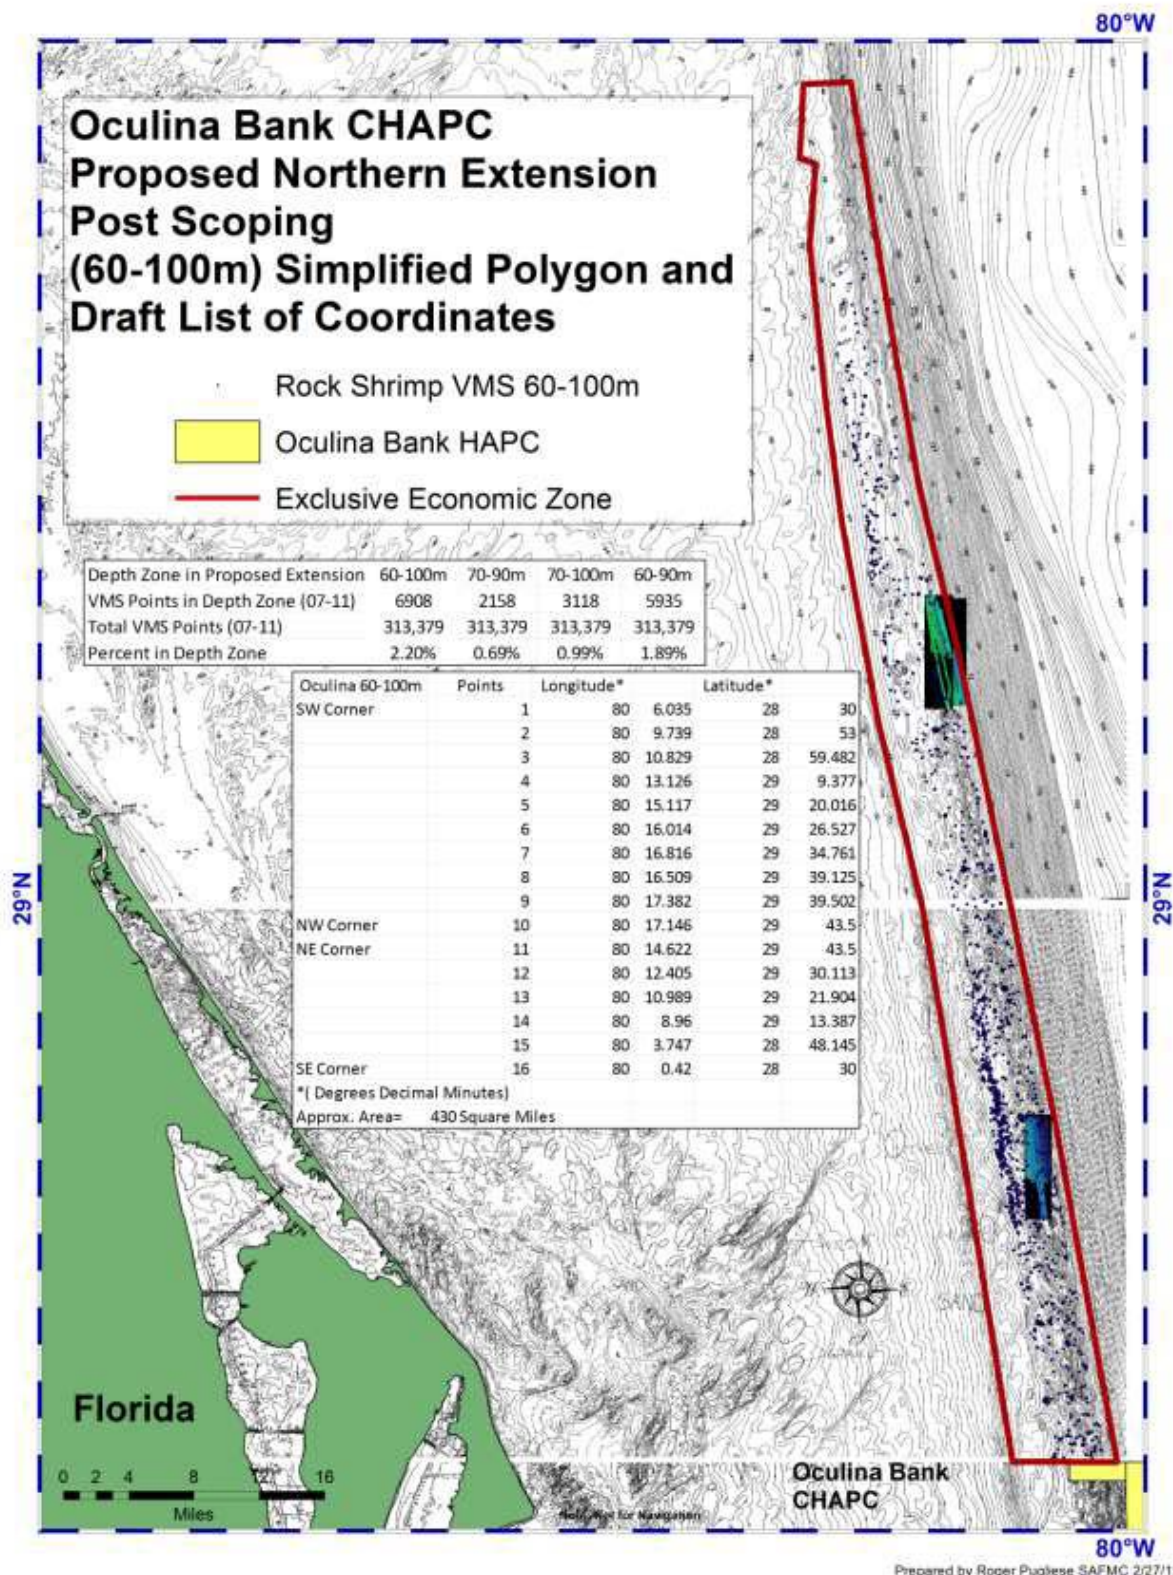 80°W
Oculina Bank CHAPC
Proposed Northern Extension
Post Scoping
(60-100m) Simplified Polygon and
Draft List of Coordinates
Rock Shrimp VMS 60-100m
Oculina Bank HAPC
Exclusive Economic Zone
Depth Zone in Proposed Extension 60-100m 70-90m 70-100m 60-90m
VMS Points in Depth Zone (07-11) 6908 2158 3118 5935
Total VMS Points (07-11) 313,379 313,379 313,379 313,379
Percent in Depth Zone 2.20% 0.69% 0.99% 1.89%
Oculina 60-100m Points Longitude* Latitude*
SW Corner 1 80 6.035 28 30
2 80 9.739 28 53
3 80 10.829 28 59.482
4 80 13.126 29 9.377
5 80 15.117 29 20.016
6 80 16.014 29 26.527
7 80 16.816 29 34.761
8 80 16.509 29 39.125
9 80 17.382 29 39.502
NW Corner 10 80 17.146 29 43.5
NE Corner 11 80 14.622 29 43.5
12 80 12.405 29 30.113
13 80 10.989 29 21.904
14 80 8.96 29 13.387
15 80 3.747 28 48.145
SE Corner 16 80 0.42 28 30
*( Degrees Decimal Minutes)
Approx. Area= 430 Square Miles
29°N
29°N
SAND
Florida
0 2 4 8 12 16
Miles
Oculina Bank
CHAPC
Note: Not for Navigation
80°W
Prepared by Roger Pugliese SAFMC 2/27/1